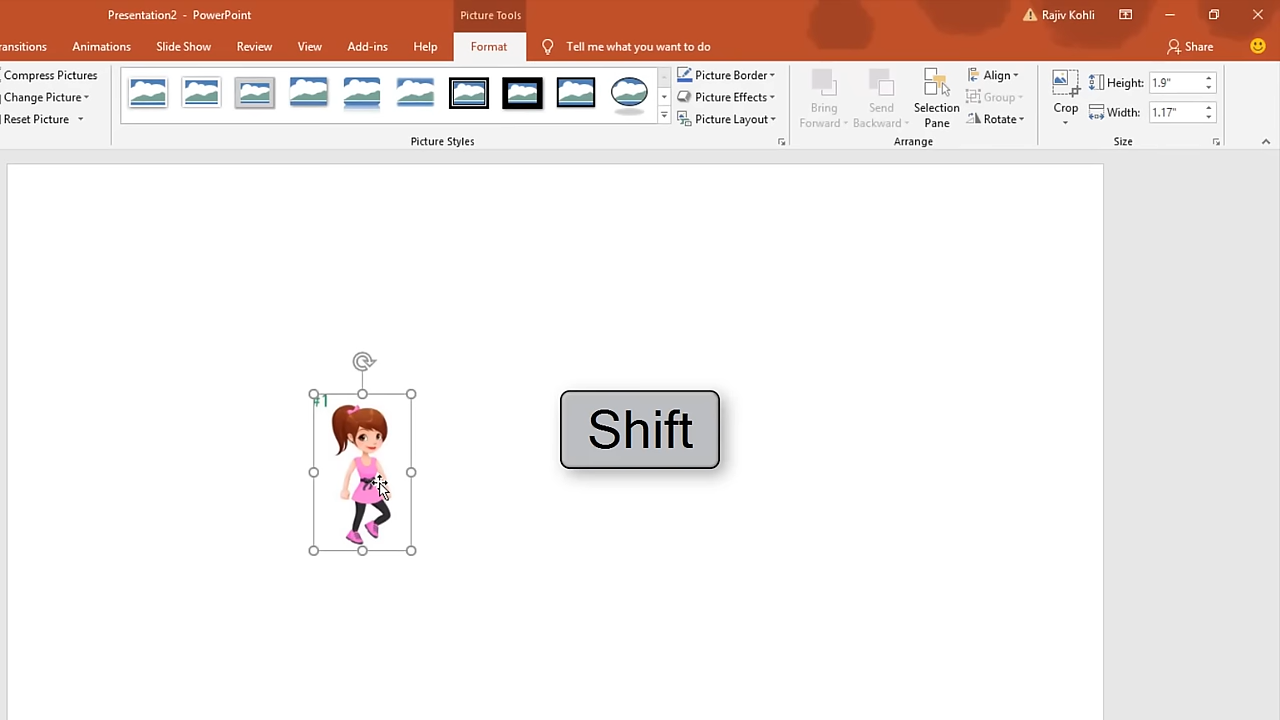 Presentation2 - PowerPoint
Picture Tools
Rajiv Kohli
ransitions
Animations
Slide Show
Review
View
Add-ins
Help
Format
Tell me what you want to do
Share
Compress Pictures
Change Picture
Reset Picture
Picture Styles
Picture Border
Picture Effects
Picture Layout
Bring
Forward
Send
Backward
Selection
Pane
Align
Group
Rotate
Arrange
Crop
Height: 1.9"
Width: 1.17"
Size
#1
Shift